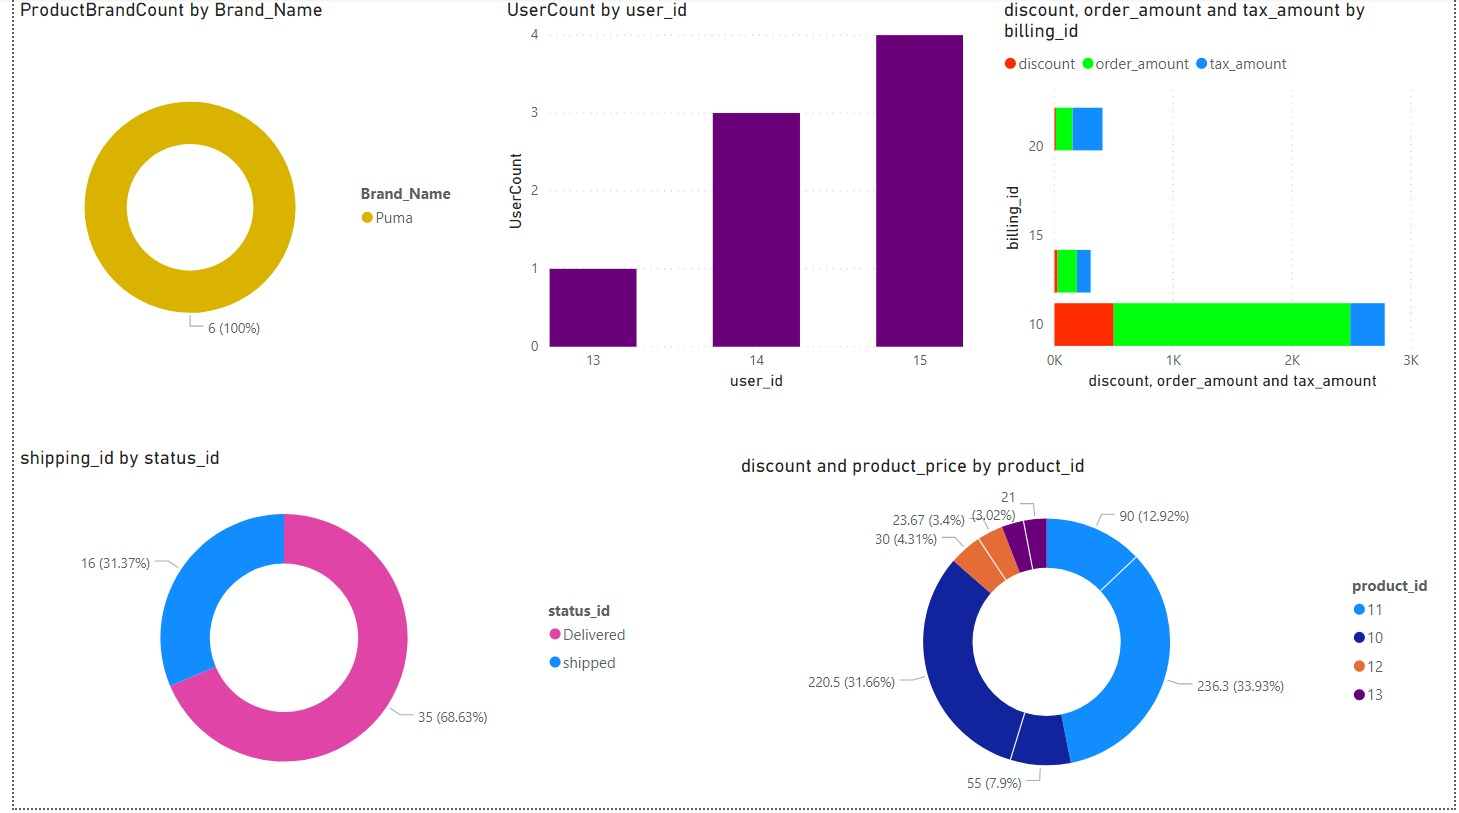 ProductBrandCount by Brand_Name
Brand_Name
Puma
6 (100%)
UserCount by user_id
UserCount
4
3
2
1
0
13
14
15
user_id
discount, order_amount and tax_amount by
billing_id
discount order_amount tax_amount
billing_id
20
15
10
0K
1K
2K
3K
discount, order_amount and tax_amount
shipping_id by status_id
16 (31.37%)
35 (68.63%)
status_id
Delivered
shipped
discount and product_price by product_id
21
(3.02%)
23.67 (3.4%)
30 (4.31%)
90 (12.92%)
220.5 (31.66%)
236.3 (33.93%)
55 (7.9%)
product_id
11
10
12
13